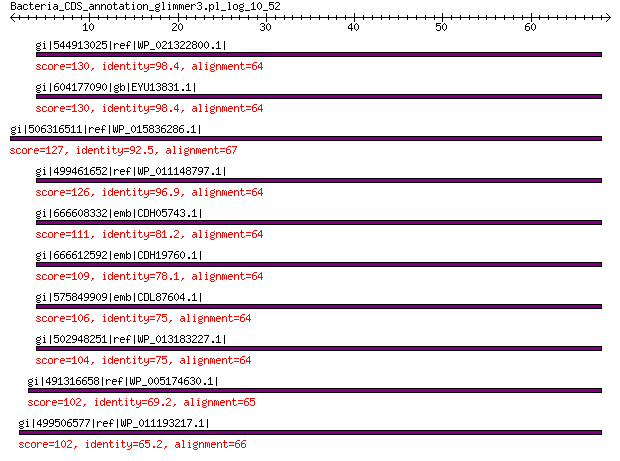 Bacteria_CDS_annotation_glimmer3.pl_log_10_52
10 20 30 40 50 60
gi|544913025|ref|WP_021322800.1|
score=130, identity=98.4, alignment=64
gi|604177090|gb|EYU13831.1|
score=130, identity=98.4, alignment=64
gi|506316511|ref|WP_015836286.1|
score=127, identity=92.5, alignment=67
gi|499461652|ref|WP_011148797.1|
score=126, identity=96.9, alignment=64
gi|666608332|emb|CDH05743.1|
score=111, identity=81.2, alignment=64
gi|666612592|emb|CDH19760.1|
score=109, identity=78.1, alignment=64
gi|575849909|emb|CDL87604.1|
score=106, identity=75, alignment=64
gi|502948251|ref|WP_013183227.1|
score=104, identity=75, alignment=64
gi|491316658|ref|WP_005174630.1|
score=102, identity=69.2, alignment=65
gi|499506577|ref|WP_011193217.1|
score=102, identity=65.2, alignment=66